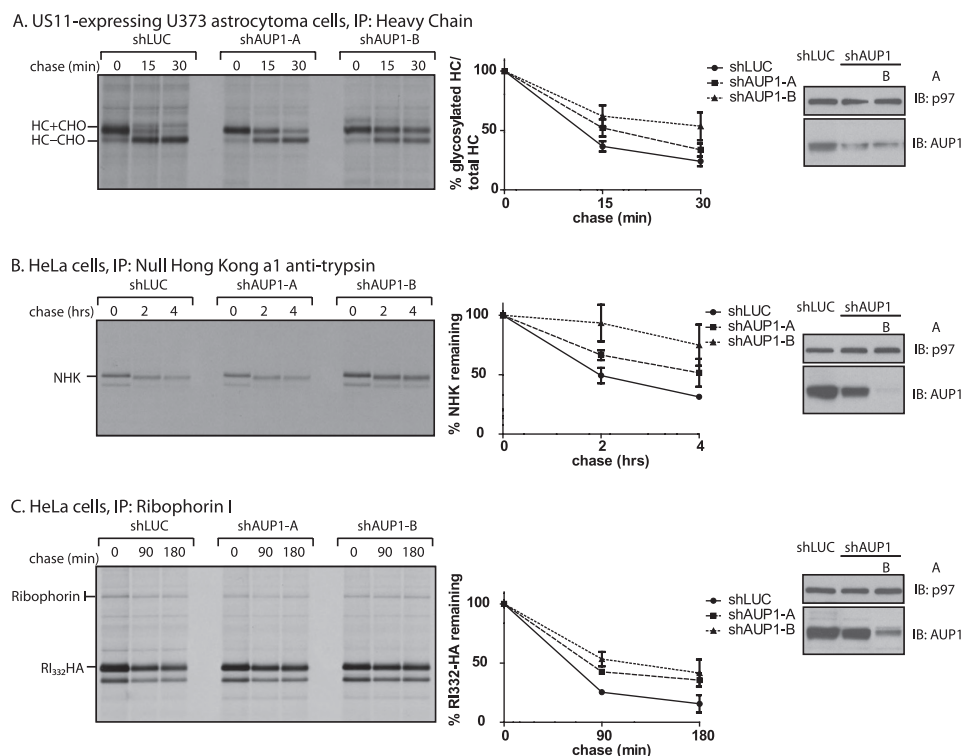 A. US11-expressing U373 astrocytoma cells, IP: Heavy Chain
shLUC shAUP1-A shAUP1-B
chase (min) 0 15 30 0 15 30 0 15 30
HC+CHO
HC−CHO
% glycosylated HC/
total HC
100
50
0
0 15 30
chase (min)
shLUC
shAUP1-A
shAUP1-B
shLUC shAUP1
B A
IB: p97
IB: AUP1
B. HeLa cells, IP: Null Hong Kong a1 anti-trypsin
shLUC shAUP1-A shAUP1-B
chase (hrs) 0 2 4 0 2 4 0 2 4
NHK
% NHK remaining
100
50
0
0 2 4
chase (hrs)
shLUC
shAUP1-A
shAUP1-B
shLUC shAUP1
B A
IB: p97
IB: AUP1
C. HeLa cells, IP: Ribophorin I
shLUC shAUP1-A shAUP1-B
chase (min) 0 90 180 0 90 180 0 90 180
Ribophorin I
RI332HA
% RI332-HA remaining
100
50
0
0 90 180
chase (min)
shLUC
shAUP1-A
shAUP1-B
shLUC shAUP1
B A
IB: p97
IB: AUP1